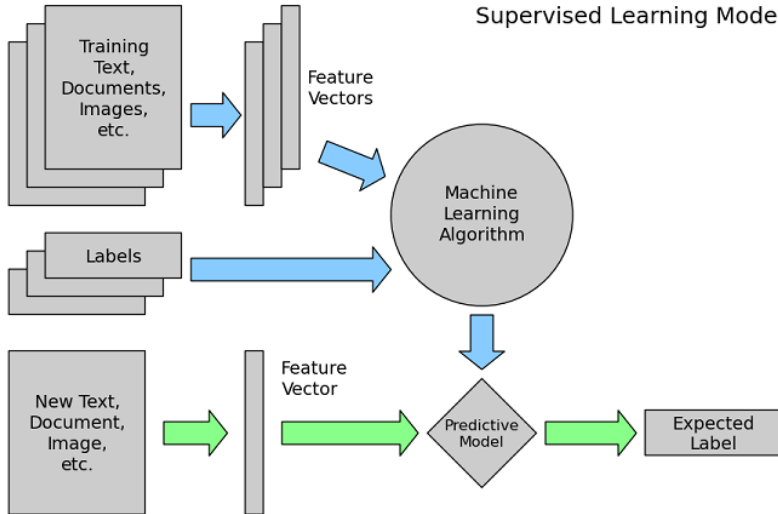 Supervised Learning Mode
Training
Text,
Documents,
Images,
etc.
Feature
Vectors
Machine
Learning
Algorithm
Labels
New Text,
Document,
Image,
etc.
Feature
Vector
Predictive
Model
Expected
Label